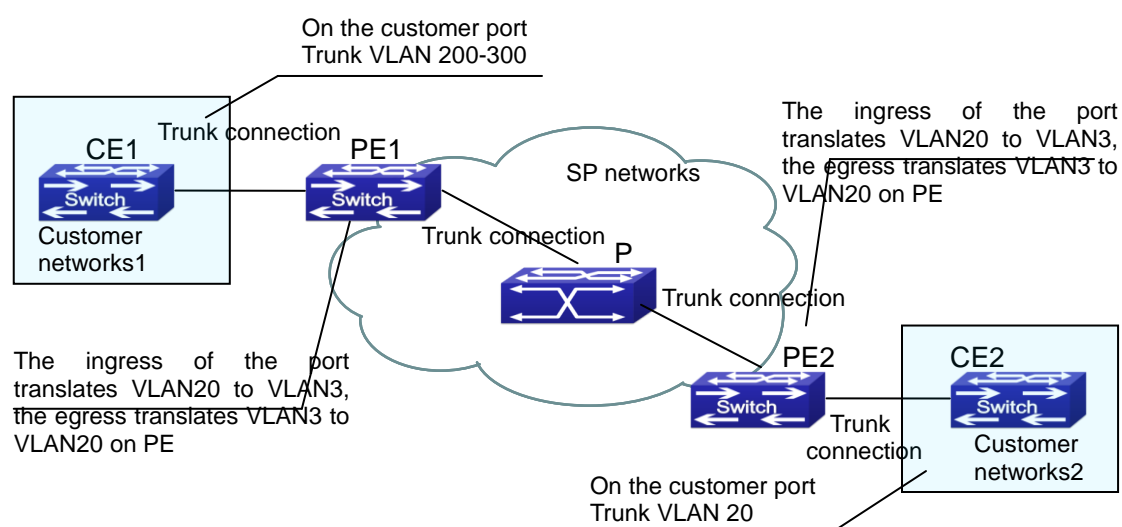 On the customer port
Trunk VLAN 200-300
Trunk connection
CE1
PE1
Switch
Switch
Customer
networks1
SP networks
The ingress of the port
translates VLAN20 to VLAN3,
the egress translates VLAN3 to
VLAN20 on PE
Trunk connection
P
Trunk connection
The ingress of the port
translates VLAN20 to VLAN3,
the egress translates VLAN3 to
VLAN20 on PE
PE2
CE2
Switch
Switch
Trunk
connection
Customer
networks2
On the customer port
Trunk VLAN 20